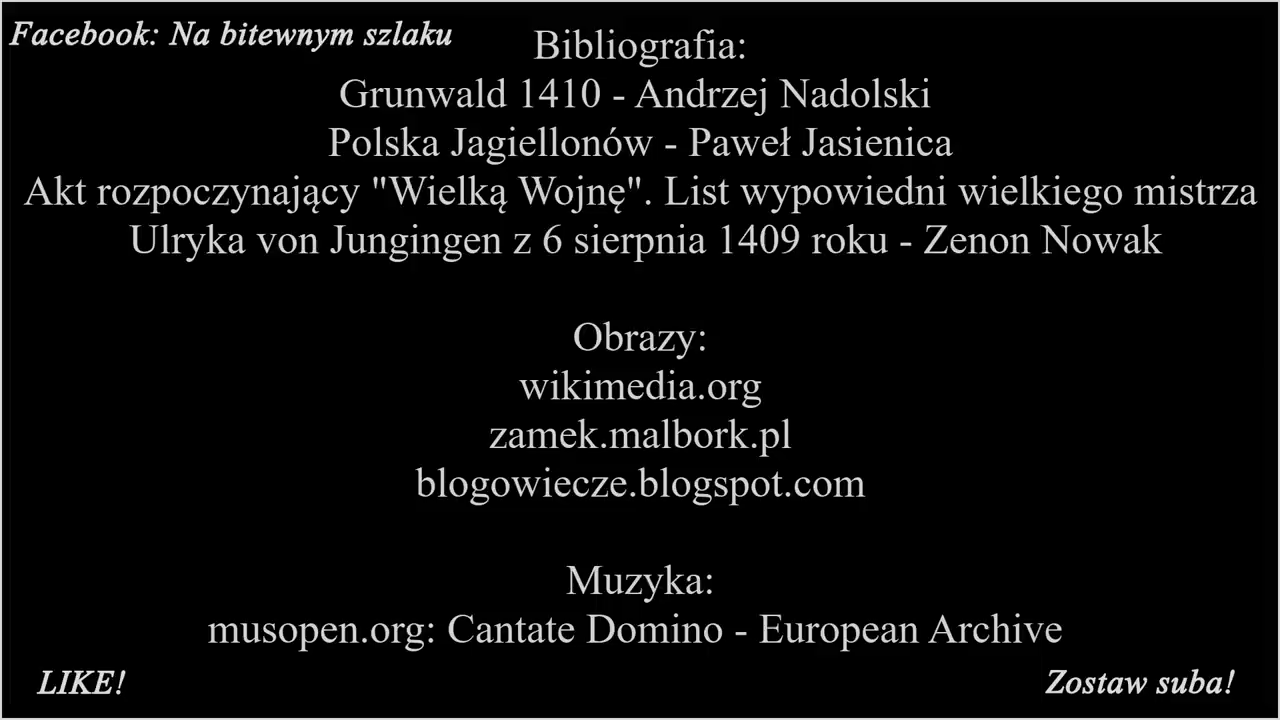 Facebook: Na bitewnym szlaku
Bibliografia:
Grunwald 1410 - Andrzej Nadolski
Polska Jagiellonów - Paweł Jasienica
Akt rozpoczynający "Wielką Wojnę". List wypowiedni wielkiego mistrza
Ulryka von Jungingen z 6 sierpnia 1409 roku - Zenon Nowak
Obrazy:
wikimedia.org
zamek.malbork.pl
blogowiecze.blogspot.com
Muzyka:
musopen.org: Cantate Domino - European Archive
LIKE!
Zostaw suba!